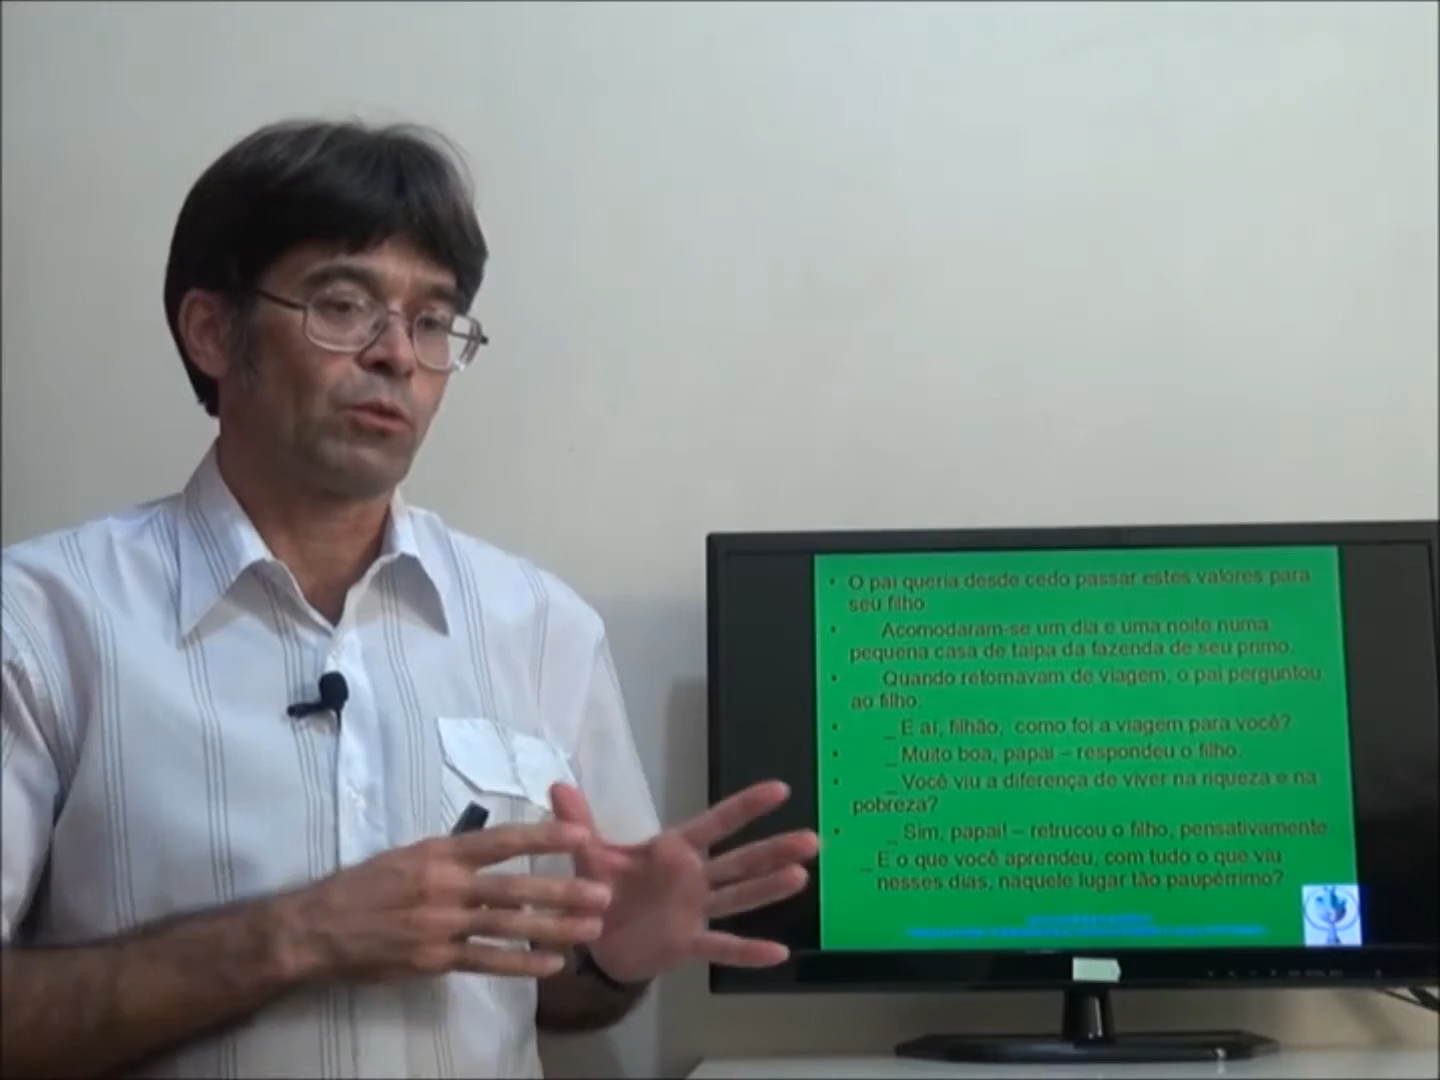 • O pai queria desde cedo passar estes valores para
seu filho
• Acomodaram-se um dia e uma noite numa
pequena casa de taipa da fazenda de seu primo.
• Quando retornavam de viagem, o pai perguntou
ao filho:
• _ E aí, filhão, como foi a viagem para você?
• _ Muito boa, papai – respondeu o filho.
• _ Você viu a diferença de viver na riqueza e na
pobreza?
• _ Sim, papai! – retrucou o filho, pensativamente
_ E o que você aprendeu, com tudo o que viu
nesses dias, naquele lugar tão paupérrimo?